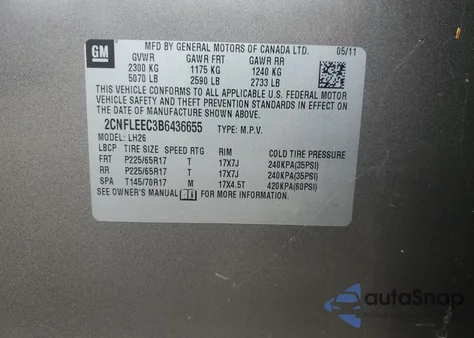 GM
MFD BY GENERAL MOTORS OF CANADA LTD. 05/11
GVWR GAWR FRT GAWR RR
2300 KG 1175 KG 1240 KG
5070 LB 2590 LB 2733 LB
THIS VEHICLE CONFORMS TO ALL APPLICABLE U.S. FEDERAL MOTOR
VEHICLE SAFETY, AND THEFT PREVENTION STANDARDS IN EFFECT ON
THE DATE OF MANUFACTURE SHOWN ABOVE.
2CNFLEEC3B6436655 TYPE: M.P.V.
MODEL: LH26
LBCP TIRE SIZE SPEED RTG RIM COLD TIRE PRESSURE
FRT P225/65R17 T 17X7J 240KPA(35PSI)
RR P225/65R17 T 17X7J 240KPA(35PSI)
SPA T145/70R17 M 17X4.5T 420KPA(60PSI)
SEE OWNER'S MANUAL
autoSnap